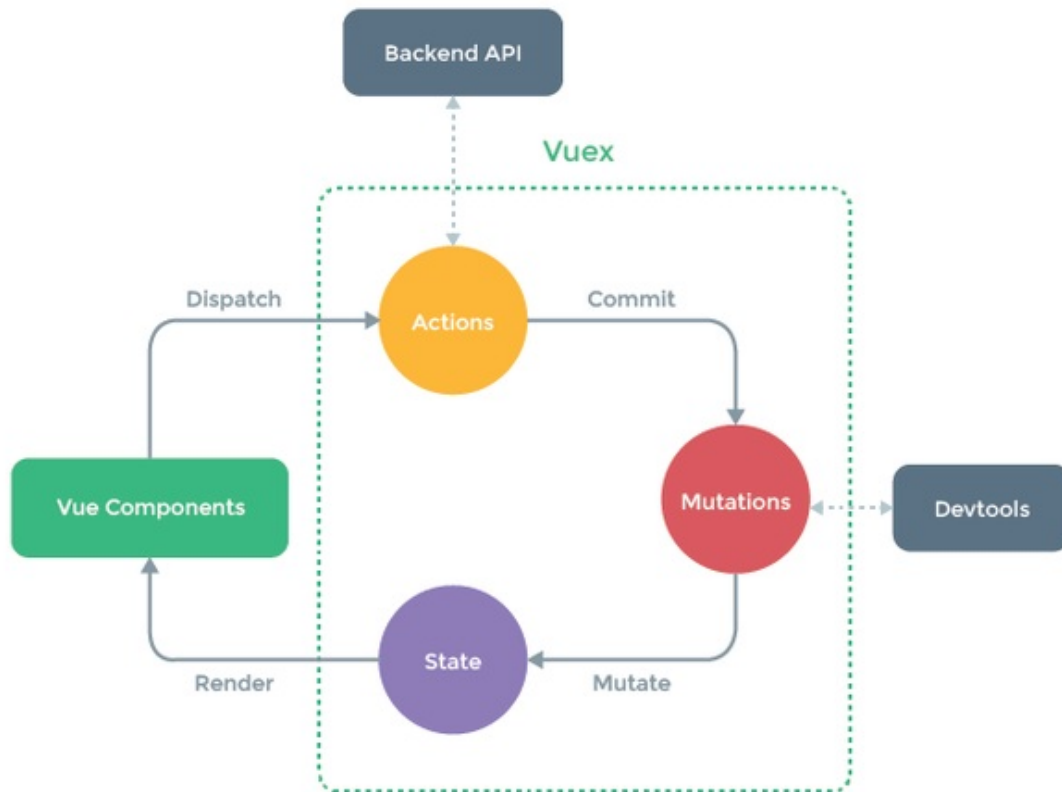 Backend API
Vuex
Dispatch
Commit
Actions
Vue Components
Mutations
Devtools
State
Render
Mutate